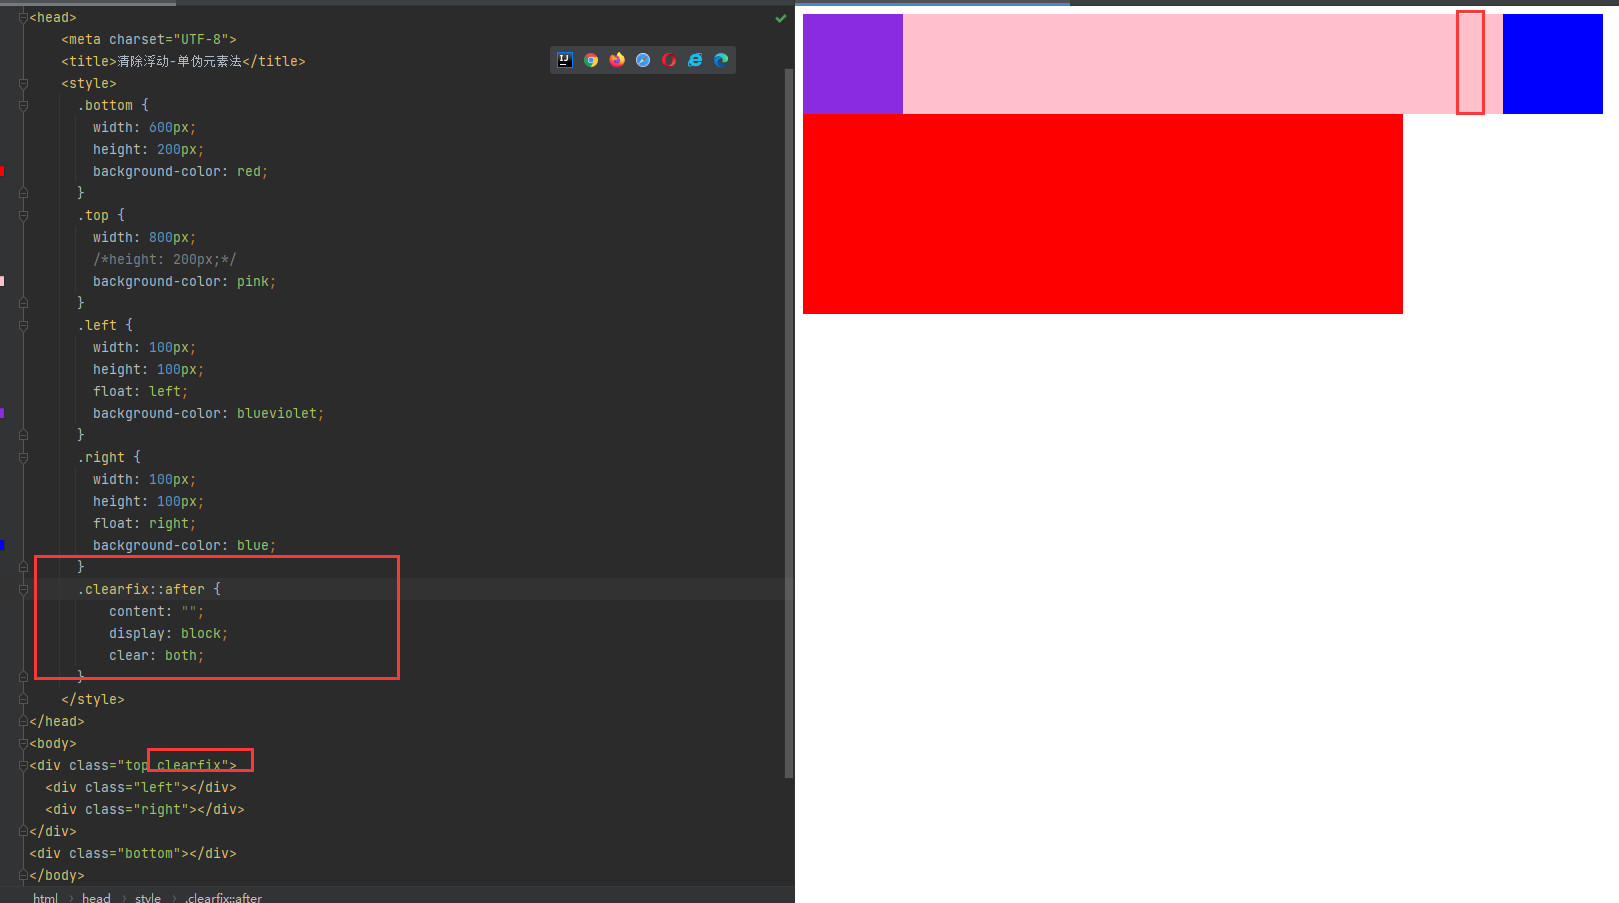 <head>
<meta charset="UTF-8">
<title>清除浮动-单伪元素法</title>
<style>
.bottom {
width: 600px;
height: 200px;
background-color: red;
}
.top {
width: 800px;
/*height: 200px;*/
background-color: pink;
}
.left {
width: 100px;
height: 100px;
float: left;
background-color: blueviolet;
}
.right {
width: 100px;
height: 100px;
float: right;
background-color: blue;
}
.clearfix::after {
content: "";
display: block;
clear: both;
}
</style>
</head>
<body>
<div class="top clearfix">
<div class="left"></div>
<div class="right"></div>
</div>
<div class="bottom"></div>
</body>
html › head › style › .clearfix::after